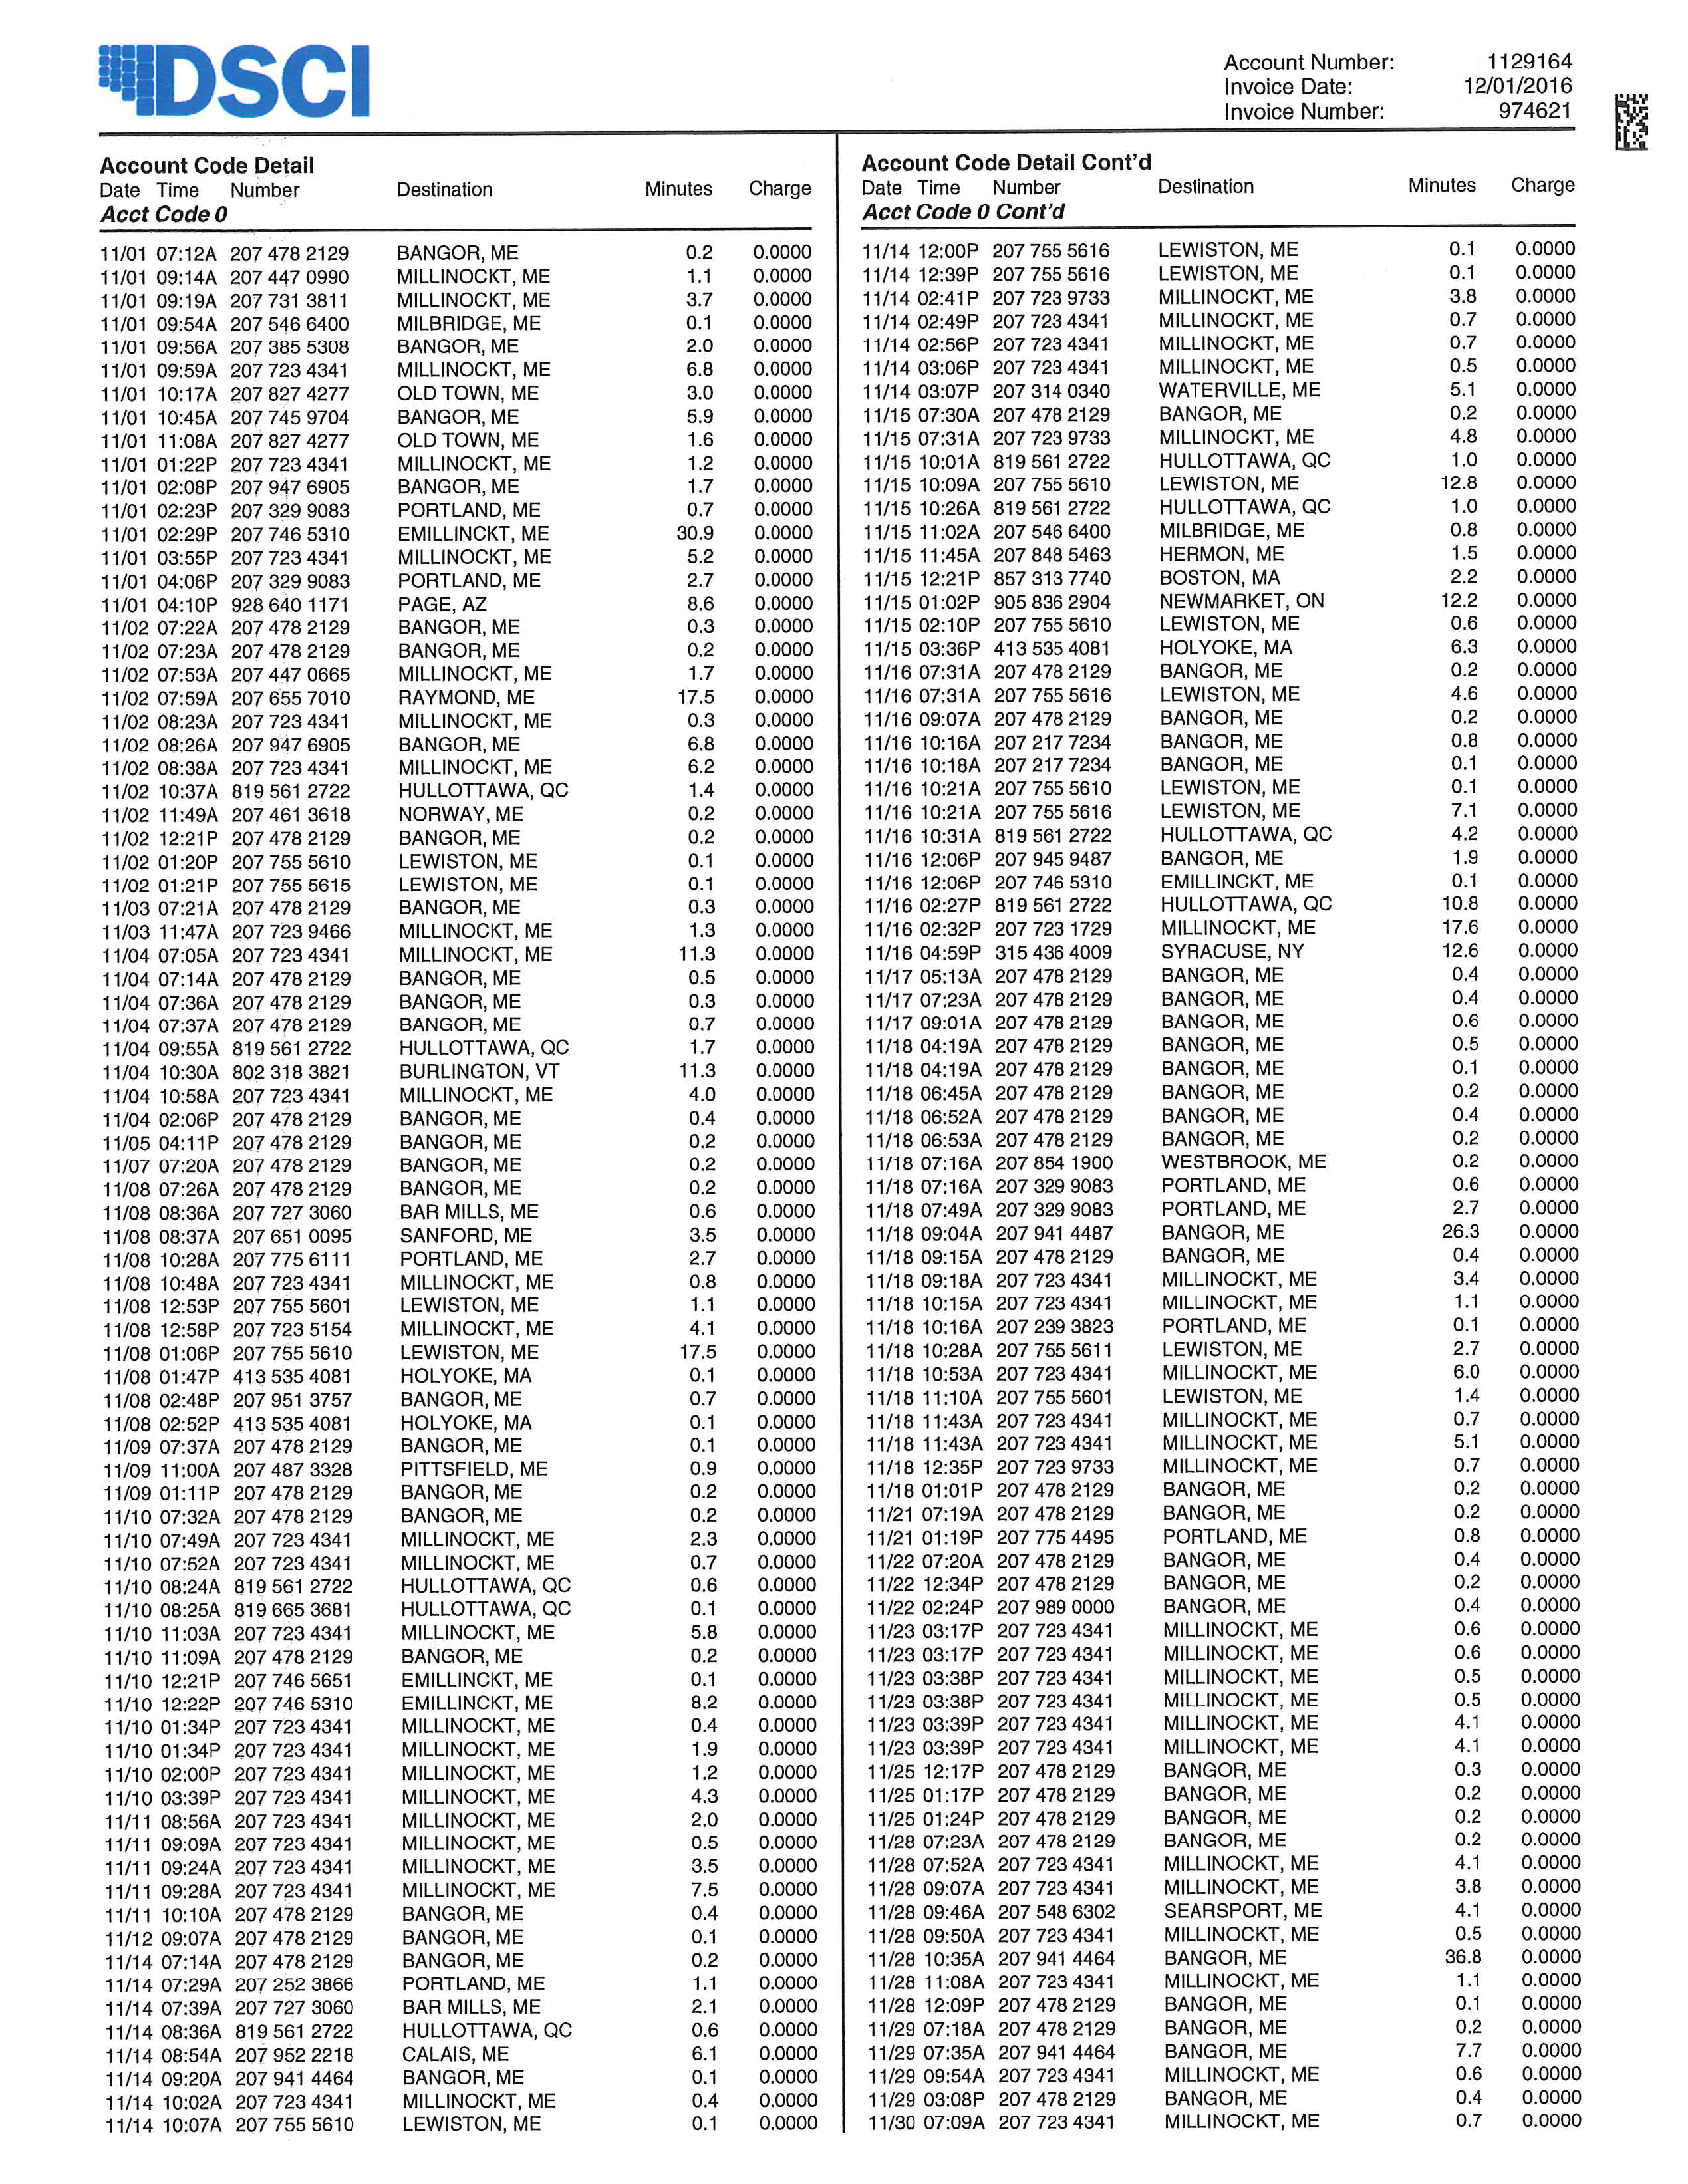 DSCI
Account Number: 1129164
Invoice Date: 12/01/2016
Invoice Number: 974621
Account Code Detail
Date Time Number Destination Minutes Charge
Acct Code 0
11/01 07:12A 207 478 2129 BANGOR, ME 0.2 0.0000
11/01 09:14A 207 447 0990 MILLINOCKT, ME 1.1 0.0000
11/01 09:19A 207 731 3811 MILLINOCKT, ME 3.7 0.0000
11/01 09:54A 207 546 6400 MILBRIDGE, ME 0.1 0.0000
11/01 09:56A 207 385 5308 BANGOR, ME 2.0 0.0000
11/01 09:59A 207 723 4341 MILLINOCKT, ME 6.8 0.0000
11/01 10:17A 207 827 4277 OLD TOWN, ME 3.0 0.0000
11/01 10:45A 207 745 9704 BANGOR, ME 5.9 0.0000
11/01 11:08A 207 827 4277 OLD TOWN, ME 1.6 0.0000
11/01 01:22P 207 723 4341 MILLINOCKT, ME 1.2 0.0000
11/01 02:08P 207 947 6905 BANGOR, ME 1.7 0.0000
11/01 02:23P 207 329 9083 PORTLAND, ME 0.7 0.0000
11/01 02:29P 207 746 5310 EMILLINCKT, ME 30.9 0.0000
11/01 03:55P 207 723 4341 MILLINOCKT, ME 5.2 0.0000
11/01 04:06P 207 329 9083 PORTLAND, ME 2.7 0.0000
11/01 04:10P 928 640 1171 PAGE, AZ 8.6 0.0000
11/02 07:22A 207 478 2129 BANGOR, ME 0.3 0.0000
11/02 07:23A 207 478 2129 BANGOR, ME 0.2 0.0000
11/02 07:53A 207 447 0665 MILLINOCKT, ME 1.7 0.0000
11/02 07:59A 207 655 7010 RAYMOND, ME 17.5 0.0000
11/02 08:23A 207 723 4341 MILLINOCKT, ME 0.3 0.0000
11/02 08:26A 207 947 6905 BANGOR, ME 6.8 0.0000
11/02 08:38A 207 723 4341 MILLINOCKT, ME 6.2 0.0000
11/02 10:37A 819 561 2722 HULLOTTAWA, QC 1.4 0.0000
11/02 11:49A 207 461 3618 NORWAY, ME 0.2 0.0000
11/02 12:21P 207 478 2129 BANGOR, ME 0.2 0.0000
11/02 01:20P 207 755 5610 LEWISTON, ME 0.1 0.0000
11/02 01:21P 207 755 5615 LEWISTON, ME 0.1 0.0000
11/03 07:21A 207 478 2129 BANGOR, ME 0.3 0.0000
11/03 11:47A 207 723 9466 MILLINOCKT, ME 1.3 0.0000
11/04 07:05A 207 723 4341 MILLINOCKT, ME 11.3 0.0000
11/04 07:14A 207 478 2129 BANGOR, ME 0.5 0.0000
11/04 07:36A 207 478 2129 BANGOR, ME 0.3 0.0000
11/04 07:37A 207 478 2129 BANGOR, ME 0.7 0.0000
11/04 09:55A 819 561 2722 HULLOTTAWA, QC 1.7 0.0000
11/04 10:30A 802 318 3821 BURLINGTON, VT 11.3 0.0000
11/04 10:58A 207 723 4341 MILLINOCKT, ME 4.0 0.0000
11/04 02:06P 207 478 2129 BANGOR, ME 0.4 0.0000
11/05 04:11P 207 478 2129 BANGOR, ME 0.2 0.0000
11/07 07:20A 207 478 2129 BANGOR, ME 0.2 0.0000
11/08 07:26A 207 478 2129 BANGOR, ME 0.2 0.0000
11/08 08:36A 207 727 3060 BAR MILLS, ME 0.6 0.0000
11/08 08:37A 207 651 0095 SANFORD, ME 3.5 0.0000
11/08 10:28A 207 775 6111 PORTLAND, ME 2.7 0.0000
11/08 10:48A 207 723 4341 MILLINOCKT, ME 0.8 0.0000
11/08 12:53P 207 755 5601 LEWISTON, ME 1.1 0.0000
11/08 12:58P 207 723 5154 MILLINOCKT, ME 4.1 0.0000
11/08 01:06P 207 755 5610 LEWISTON, ME 17.5 0.0000
11/08 01:47P 413 535 4081 HOLYOKE, MA 0.1 0.0000
11/08 02:48P 207 951 3757 BANGOR, ME 0.7 0.0000
11/08 02:52P 413 535 4081 HOLYOKE, MA 0.1 0.0000
11/09 07:37A 207 478 2129 BANGOR, ME 0.1 0.0000
11/09 11:00A 207 487 3328 PITTSFIELD, ME 0.9 0.0000
11/09 01:11P 207 478 2129 BANGOR, ME 0.2 0.0000
11/10 07:32A 207 478 2129 BANGOR, ME 0.2 0.0000
11/10 07:49A 207 723 4341 MILLINOCKT, ME 2.3 0.0000
11/10 07:52A 207 723 4341 MILLINOCKT, ME 0.7 0.0000
11/10 08:24A 819 561 2722 HULLOTTAWA, QC 0.6 0.0000
11/10 08:25A 819 665 3681 HULLOTTAWA, QC 0.1 0.0000
11/10 11:03A 207 723 4341 MILLINOCKT, ME 5.8 0.0000
11/10 11:09A 207 478 2129 BANGOR, ME 0.2 0.0000
11/10 12:21P 207 746 5651 EMILLINCKT, ME 0.1 0.0000
11/10 12:22P 207 746 5310 EMILLINCKT, ME 8.2 0.0000
11/10 01:34P 207 723 4341 MILLINOCKT, ME 0.4 0.0000
11/10 01:34P 207 723 4341 MILLINOCKT, ME 1.9 0.0000
11/10 02:00P 207 723 4341 MILLINOCKT, ME 1.2 0.0000
11/10 03:39P 207 723 4341 MILLINOCKT, ME 4.3 0.0000
11/11 08:56A 207 723 4341 MILLINOCKT, ME 2.0 0.0000
11/11 09:09A 207 723 4341 MILLINOCKT, ME 0.5 0.0000
11/11 09:24A 207 723 4341 MILLINOCKT, ME 3.5 0.0000
11/11 09:28A 207 723 4341 MILLINOCKT, ME 7.5 0.0000
11/11 10:10A 207 478 2129 BANGOR, ME 0.4 0.0000
11/12 09:07A 207 478 2129 BANGOR, ME 0.1 0.0000
11/14 07:14A 207 478 2129 BANGOR, ME 0.2 0.0000
11/14 07:29A 207 252 3866 PORTLAND, ME 1.1 0.0000
11/14 07:39A 207 727 3060 BAR MILLS, ME 2.1 0.0000
11/14 08:36A 819 561 2722 HULLOTTAWA, QC 0.6 0.0000
11/14 08:54A 207 952 2218 CALAIS, ME 6.1 0.0000
11/14 09:20A 207 941 4464 BANGOR, ME 0.1 0.0000
11/14 10:02A 207 723 4341 MILLINOCKT, ME 0.4 0.0000
11/14 10:07A 207 755 5610 LEWISTON, ME 0.1 0.0000
Account Code Detail Cont'd
Date Time Number Destination Minutes Charge
Acct Code 0 Cont'd
11/14 12:00P 207 755 5616 LEWISTON, ME 0.1 0.0000
11/14 12:39P 207 755 5616 LEWISTON, ME 0.1 0.0000
11/14 02:41P 207 723 9733 MILLINOCKT, ME 3.8 0.0000
11/14 02:49P 207 723 4341 MILLINOCKT, ME 0.7 0.0000
11/14 02:56P 207 723 4341 MILLINOCKT, ME 0.7 0.0000
11/14 03:06P 207 723 4341 MILLINOCKT, ME 0.5 0.0000
11/14 03:07P 207 314 0340 WATERVILLE, ME 5.1 0.0000
11/15 07:30A 207 478 2129 BANGOR, ME 0.2 0.0000
11/15 07:31A 207 723 9733 MILLINOCKT, ME 4.8 0.0000
11/15 10:01A 819 561 2722 HULLOTTAWA, QC 1.0 0.0000
11/15 10:09A 207 755 5610 LEWISTON, ME 12.8 0.0000
11/15 10:26A 819 561 2722 HULLOTTAWA, QC 1.0 0.0000
11/15 11:02A 207 546 6400 MILBRIDGE, ME 0.8 0.0000
11/15 11:45A 207 848 5463 HERMON, ME 1.5 0.0000
11/15 12:21P 857 313 7740 BOSTON, MA 2.2 0.0000
11/15 01:02P 905 836 2904 NEWMARKET, ON 12.2 0.0000
11/15 02:10P 207 755 5610 LEWISTON, ME 0.6 0.0000
11/15 03:36P 413 535 4081 HOLYOKE, MA 6.3 0.0000
11/16 07:31A 207 478 2129 BANGOR, ME 0.2 0.0000
11/16 07:31A 207 755 5616 LEWISTON, ME 4.6 0.0000
11/16 09:07A 207 478 2129 BANGOR, ME 0.2 0.0000
11/16 10:16A 207 217 7234 BANGOR, ME 0.8 0.0000
11/16 10:18A 207 217 7234 BANGOR, ME 0.1 0.0000
11/16 10:21A 207 755 5610 LEWISTON, ME 0.1 0.0000
11/16 10:21A 207 755 5616 LEWISTON, ME 7.1 0.0000
11/16 10:31A 819 561 2722 HULLOTTAWA, QC 4.2 0.0000
11/16 12:06P 207 945 9487 BANGOR, ME 1.9 0.0000
11/16 12:06P 207 746 5310 EMILLINCKT, ME 0.1 0.0000
11/16 02:27P 819 561 2722 HULLOTTAWA, QC 10.8 0.0000
11/16 02:32P 207 723 1729 MILLINOCKT, ME 17.6 0.0000
11/16 04:59P 315 436 4009 SYRACUSE, NY 12.6 0.0000
11/17 05:13A 207 478 2129 BANGOR, ME 0.4 0.0000
11/17 07:23A 207 478 2129 BANGOR, ME 0.4 0.0000
11/17 09:01A 207 478 2129 BANGOR, ME 0.6 0.0000
11/18 04:19A 207 478 2129 BANGOR, ME 0.5 0.0000
11/18 04:19A 207 478 2129 BANGOR, ME 0.1 0.0000
11/18 06:45A 207 478 2129 BANGOR, ME 0.2 0.0000
11/18 06:52A 207 478 2129 BANGOR, ME 0.4 0.0000
11/18 06:53A 207 478 2129 BANGOR, ME 0.2 0.0000
11/18 07:16A 207 854 1900 WESTBROOK, ME 0.2 0.0000
11/18 07:16A 207 329 9083 PORTLAND, ME 0.6 0.0000
11/18 07:49A 207 329 9083 PORTLAND, ME 2.7 0.0000
11/18 09:04A 207 941 4487 BANGOR, ME 26.3 0.0000
11/18 09:15A 207 478 2129 BANGOR, ME 0.4 0.0000
11/18 09:18A 207 723 4341 MILLINOCKT, ME 3.4 0.0000
11/18 10:15A 207 723 4341 MILLINOCKT, ME 1.1 0.0000
11/18 10:16A 207 239 3823 PORTLAND, ME 0.1 0.0000
11/18 10:28A 207 755 5611 LEWISTON, ME 2.7 0.0000
11/18 10:53A 207 723 4341 MILLINOCKT, ME 6.0 0.0000
11/18 11:10A 207 755 5601 LEWISTON, ME 1.4 0.0000
11/18 11:43A 207 723 4341 MILLINOCKT, ME 0.7 0.0000
11/18 11:43A 207 723 4341 MILLINOCKT, ME 5.1 0.0000
11/18 12:35P 207 723 9733 MILLINOCKT, ME 0.7 0.0000
11/18 01:01P 207 478 2129 BANGOR, ME 0.2 0.0000
11/21 07:19A 207 478 2129 BANGOR, ME 0.2 0.0000
11/21 01:19P 207 775 4495 PORTLAND, ME 0.8 0.0000
11/22 07:20A 207 478 2129 BANGOR, ME 0.4 0.0000
11/22 12:34P 207 478 2129 BANGOR, ME 0.2 0.0000
11/22 02:24P 207 989 0000 BANGOR, ME 0.4 0.0000
11/23 03:17P 207 723 4341 MILLINOCKT, ME 0.6 0.0000
11/23 03:17P 207 723 4341 MILLINOCKT, ME 0.6 0.0000
11/23 03:38P 207 723 4341 MILLINOCKT, ME 0.5 0.0000
11/23 03:38P 207 723 4341 MILLINOCKT, ME 0.5 0.0000
11/23 03:39P 207 723 4341 MILLINOCKT, ME 4.1 0.0000
11/23 03:39P 207 723 4341 MILLINOCKT, ME 4.1 0.0000
11/25 12:17P 207 478 2129 BANGOR, ME 0.3 0.0000
11/25 01:17P 207 478 2129 BANGOR, ME 0.2 0.0000
11/25 01:24P 207 478 2129 BANGOR, ME 0.2 0.0000
11/28 07:23A 207 478 2129 BANGOR, ME 0.2 0.0000
11/28 07:52A 207 723 4341 MILLINOCKT, ME 4.1 0.0000
11/28 09:07A 207 723 4341 MILLINOCKT, ME 3.8 0.0000
11/28 09:46A 207 548 6302 SEARSPORT, ME 4.1 0.0000
11/28 09:50A 207 723 4341 MILLINOCKT, ME 0.5 0.0000
11/28 10:35A 207 941 4464 BANGOR, ME 36.8 0.0000
11/28 11:08A 207 723 4341 MILLINOCKT, ME 1.1 0.0000
11/28 12:09P 207 478 2129 BANGOR, ME 0.1 0.0000
11/29 07:18A 207 478 2129 BANGOR, ME 0.2 0.0000
11/29 07:35A 207 941 4464 BANGOR, ME 7.7 0.0000
11/29 09:54A 207 723 4341 MILLINOCKT, ME 0.6 0.0000
11/29 03:08P 207 478 2129 BANGOR, ME 0.4 0.0000
11/30 07:09A 207 723 4341 MILLINOCKT, ME 0.7 0.0000